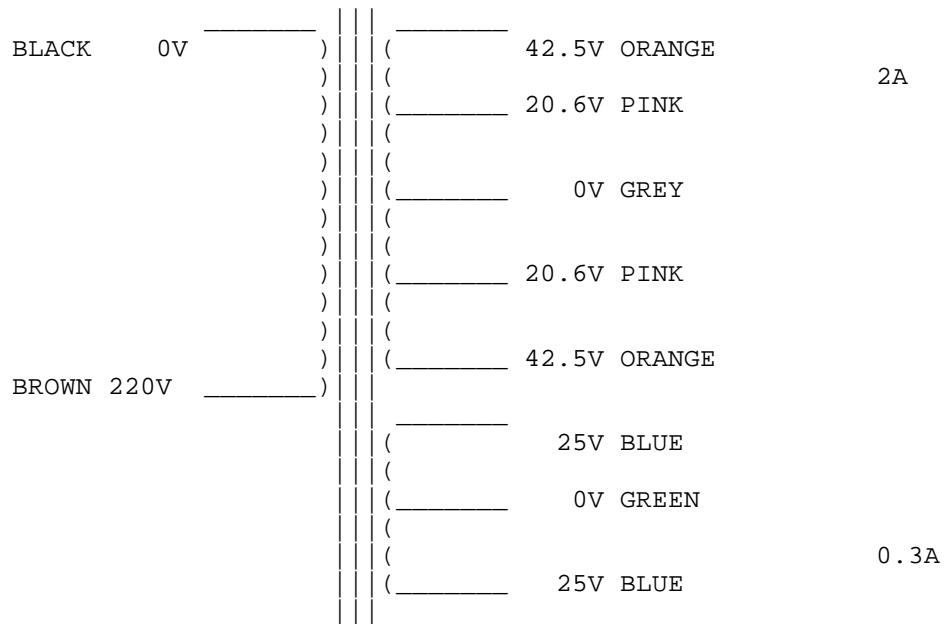 BLACK 0V 42.5V ORANGE
2A
20.6V PINK
0V GREY
20.6V PINK
42.5V ORANGE
BROWN 220V
25V BLUE
0V GREEN
0.3A
25V BLUE